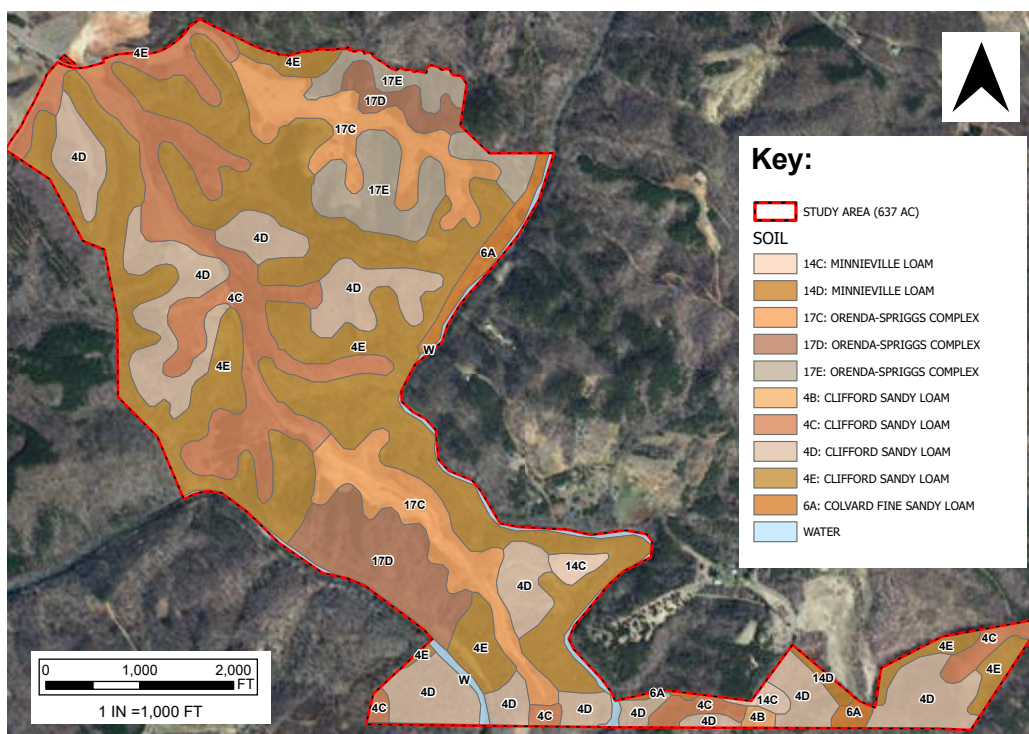 4E
4E
17E
17D
17C
4D
17E
4D
6A
4D
4D
4C
W
4E
4E
17C
17D
14C
4D
4E
4E
W
4D
4D
4C
4C
4D
6A
4D
4C
4D
14C
4B
4D
14D
6A
4E
4C
4E
4D
Key:
STUDY AREA (637 AC)
SOIL
14C: MINNIEVILLE LOAM
14D: MINNIEVILLE LOAM
17C: ORENDA-SPRIGGS COMPLEX
17D: ORENDA-SPRIGGS COMPLEX
17E: ORENDA-SPRIGGS COMPLEX
4B: CLIFFORD SANDY LOAM
4C: CLIFFORD SANDY LOAM
4D: CLIFFORD SANDY LOAM
4E: CLIFFORD SANDY LOAM
6A: COLVARD FINE SANDY LOAM
WATER
0 1,000 2,000
FT
1 IN =1,000 FT